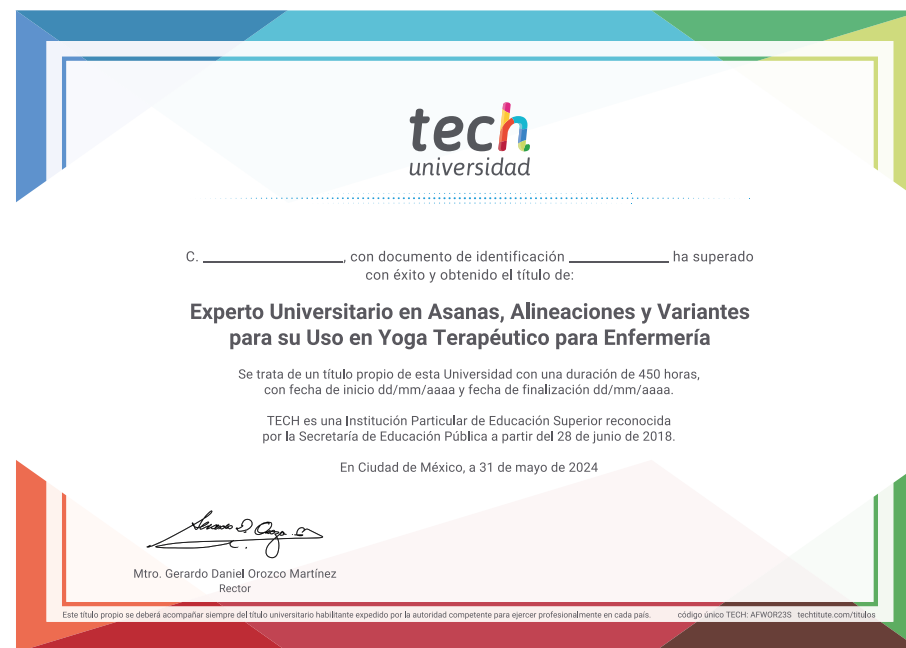 tech
universidad
C. ____________, con documento de identificación ____________ ha superado
con éxito y obtenido el título de:
Experto Universitario en Asanas, Alineaciones y Variantes
para su Uso en Yoga Terapéutico para Enfermería
Se trata de un título propio de esta Universidad con una duración de 450 horas,
con fecha de inicio dd/mm/aaaa y fecha de finalización dd/mm/aaaa.
TECH es una Institución Particular de Educación Superior reconocida
por la Secretaría de Educación Pública a partir del 28 de junio de 2018.
En Ciudad de México, a 31 de mayo de 2024
Mtro. Gerardo Daniel Orozco Martínez
Rector
Este título propio se deberá acompañar siempre del título universitario habilitante expedido por la autoridad competente para ejercer profesionalmente en cada país. código único TECH: AFWOR23S techtitute.com/titulos